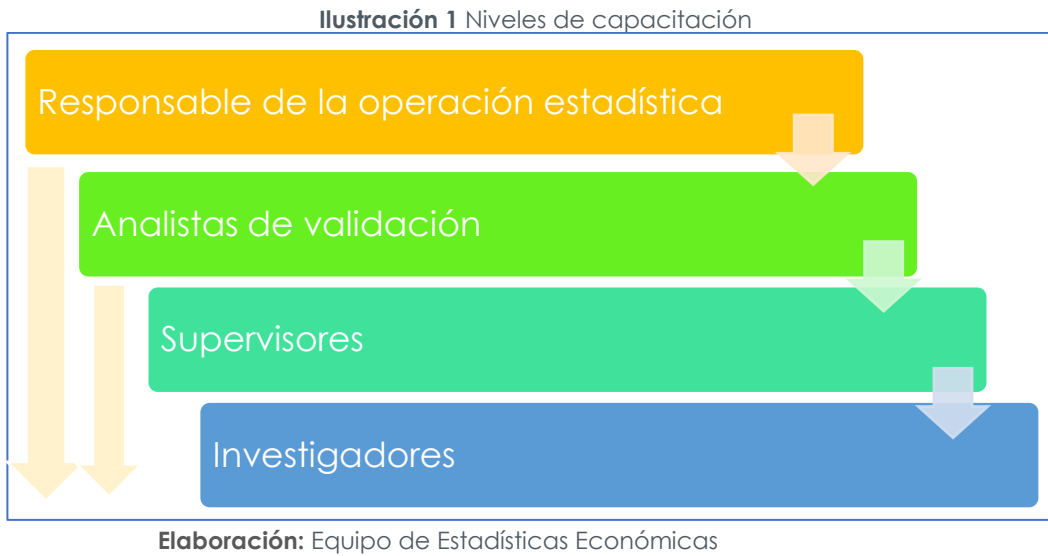 Ilustración 1 Niveles de capacitación
Responsable de la operación estadística
Analistas de validación
Supervisores
Investigadores
Elaboración: Equipo de Estadísticas Económicas